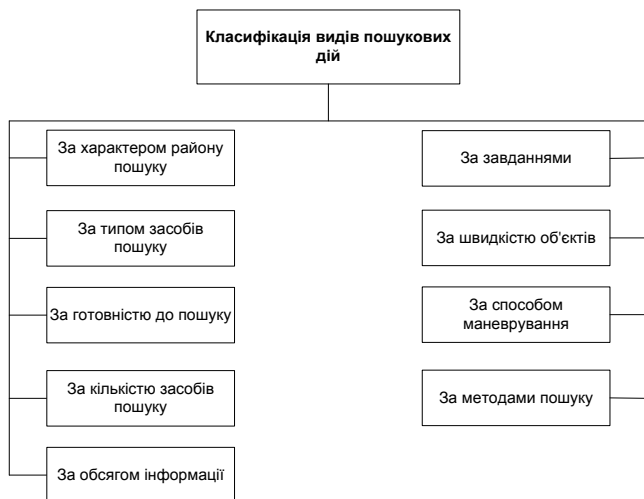 Класифікація видів пошукових
дій
За характером району
пошуку
За типом засобів
пошуку
За готовністю до пошуку
За кількістю засобів
пошуку
За обсягом інформації
За завданнями
За швидкістю об'єктів
За способом
маневрування
За методами пошуку